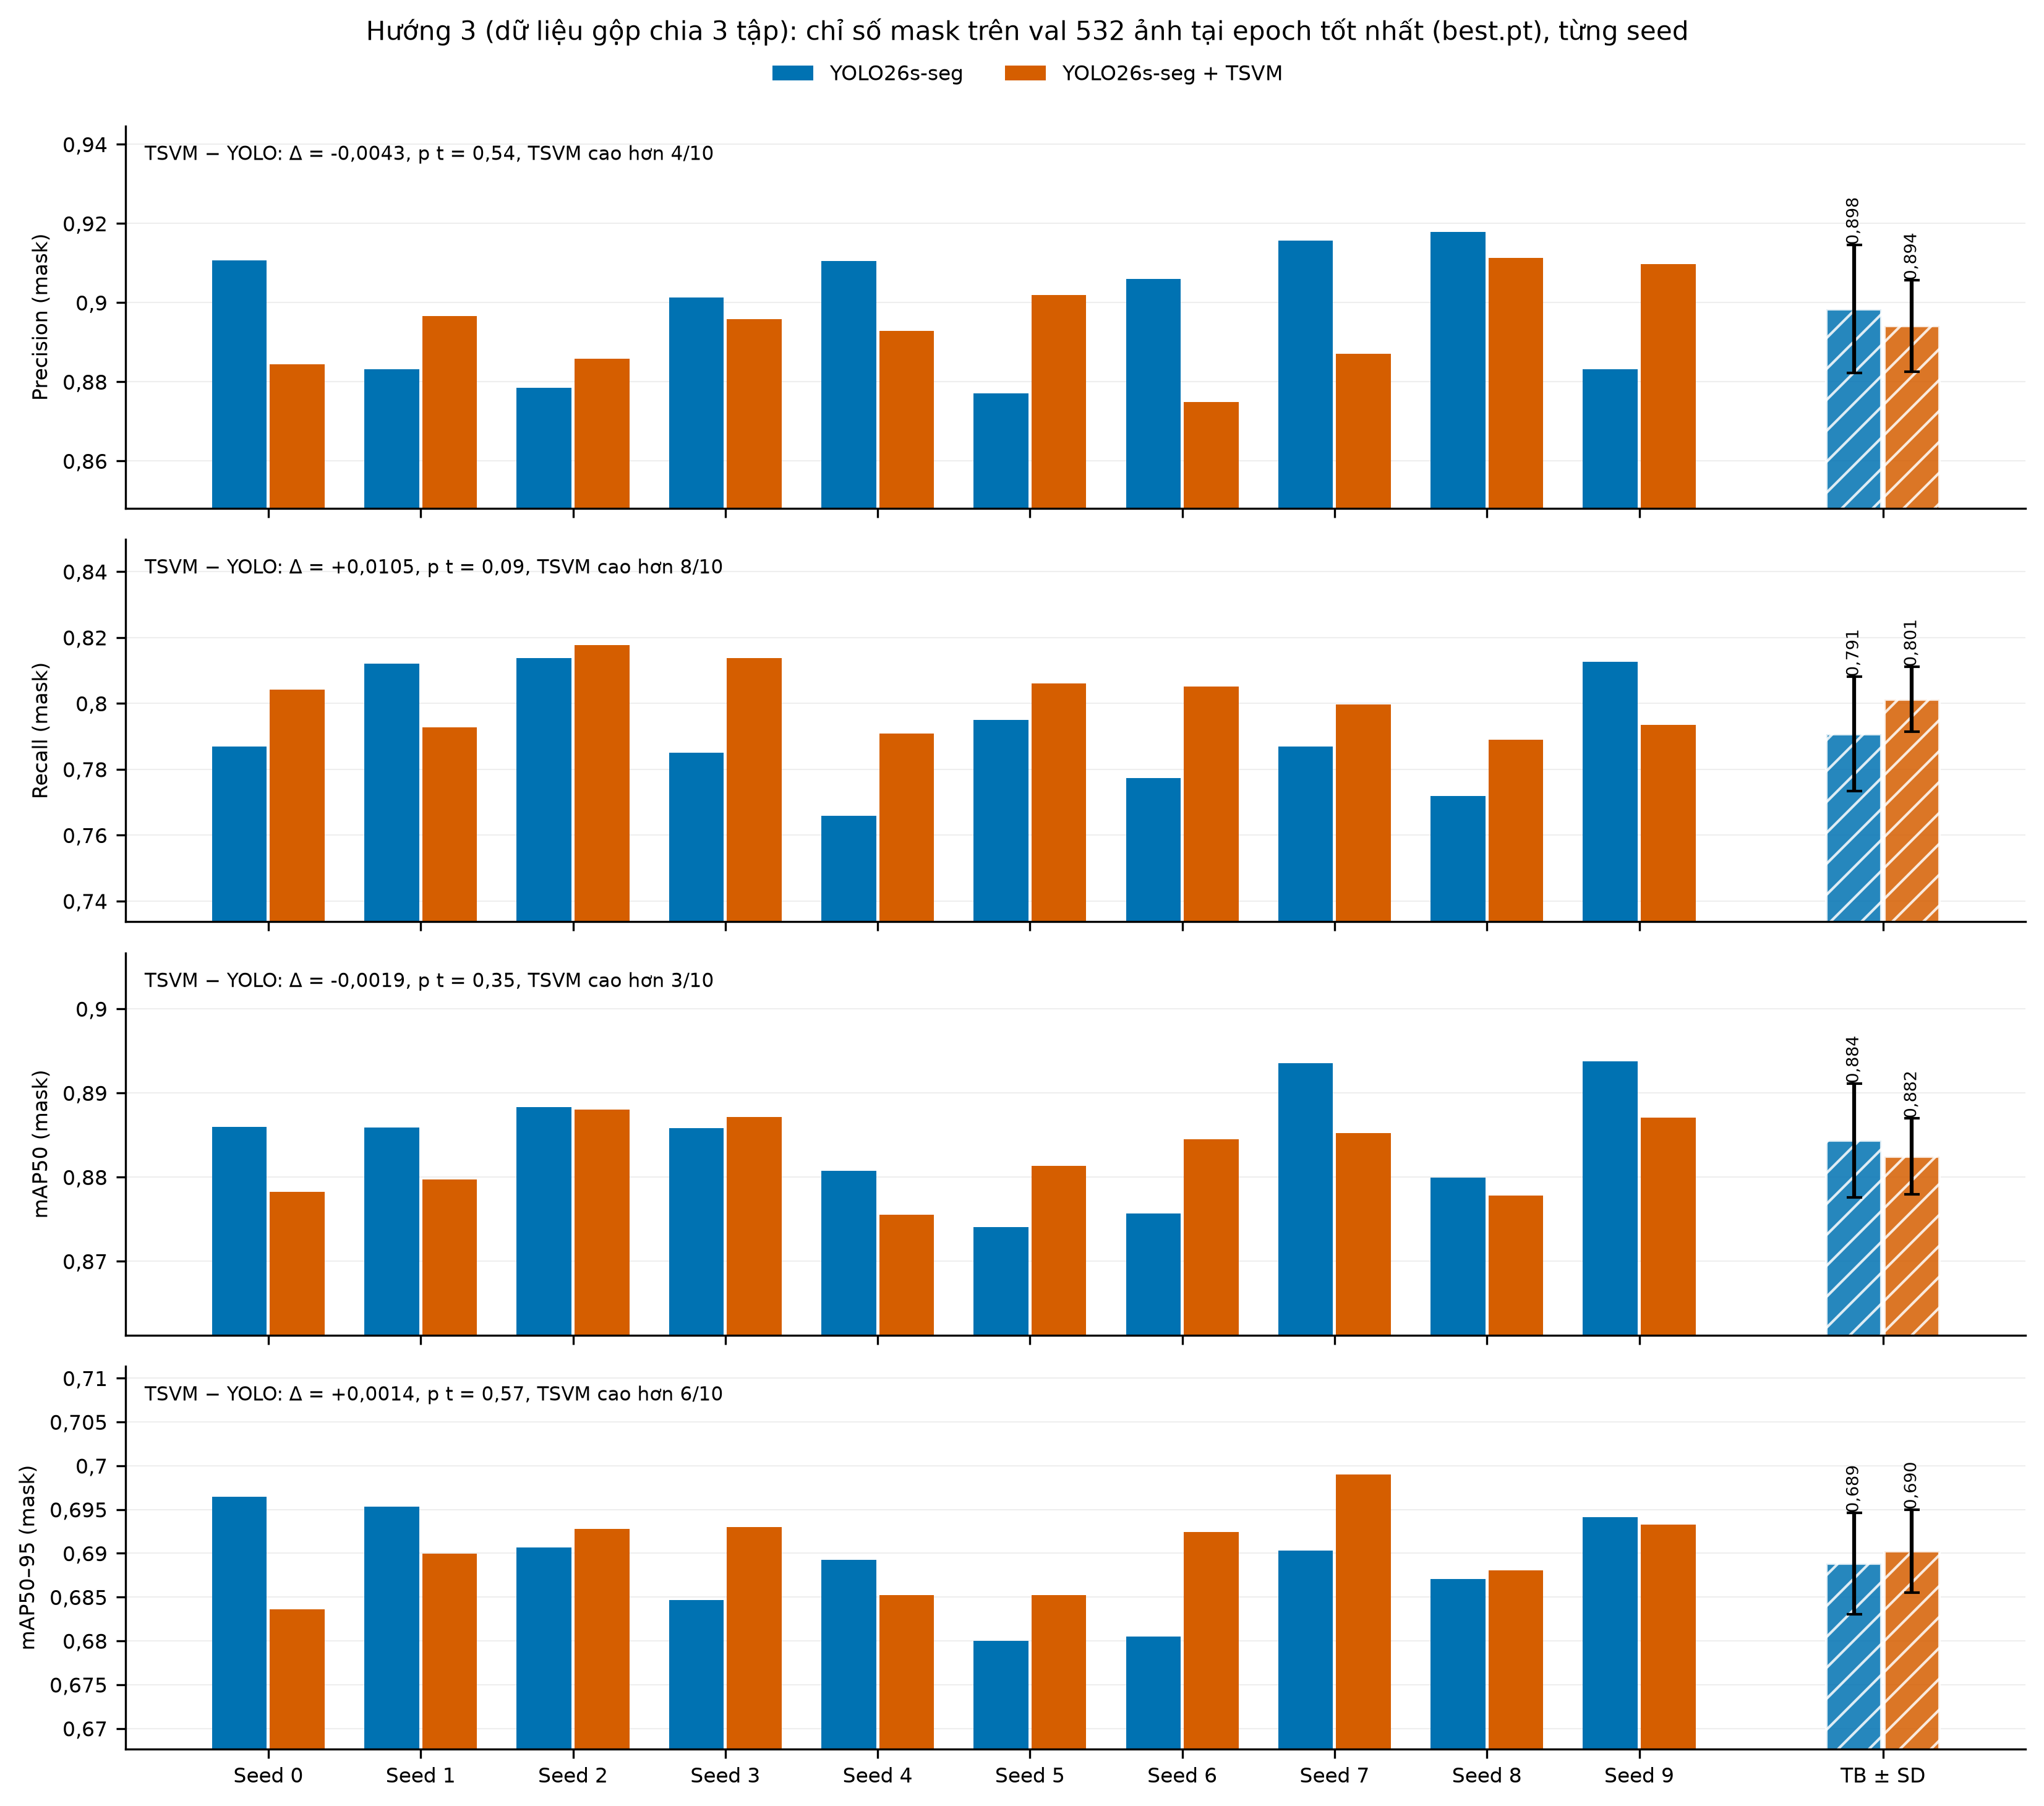 Hướng 3 (dữ liệu gộp chia 3 tập): chỉ số mask trên val 532 ảnh tại epoch tốt nhất (best.pt), từng seed
YOLO26s-seg
YOLO26s-seg + TSVM
TSVM − YOLO: Δ = -0,0043, p t = 0,54, TSVM cao hơn 4/10
Precision (mask)
0,94
0,92
0,9
0,88
0,86
0,898
0,894
TSVM − YOLO: Δ = +0,0105, p t = 0,09, TSVM cao hơn 8/10
Recall (mask)
0,84
0,82
0,8
0,78
0,76
0,74
0,791
0,801
TSVM − YOLO: Δ = -0,0019, p t = 0,35, TSVM cao hơn 3/10
mAP50 (mask)
0,9
0,89
0,88
0,87
0,884
0,882
TSVM − YOLO: Δ = +0,0014, p t = 0,57, TSVM cao hơn 6/10
mAP50–95 (mask)
0,71
0,705
0,7
0,695
0,69
0,685
0,68
0,675
0,67
0,689
0,690
Seed 0
Seed 1
Seed 2
Seed 3
Seed 4
Seed 5
Seed 6
Seed 7
Seed 8
Seed 9
TB ± SD